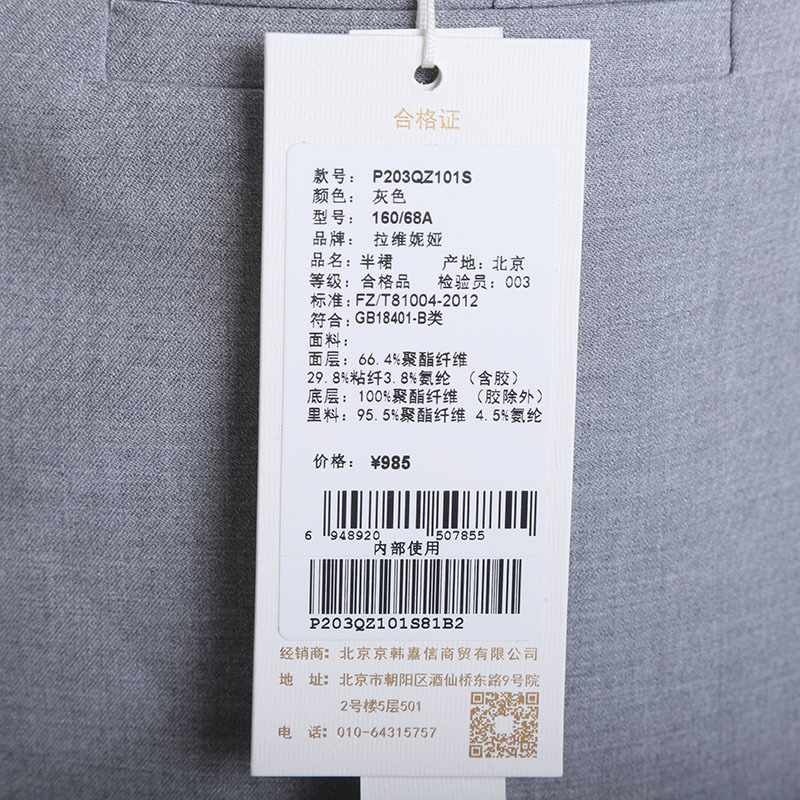 合格证
款号: P203QZ101S
颜色: 灰色
型号: 160/68A
品牌: 拉维妮娅
品名: 半裙 产地: 北京
等级: 合格品 检验员: 003
标准: FZ/T81004-2012
符合: GB18401-B类
面料:
面层: 66.4%聚酯纤维
29.8%粘纤3.8%氨纶 (含胶)
底层: 100%聚酯纤维 (胶除外)
里料: 95.5%聚酯纤维 4.5%氨纶
价格: ¥985
6 948920 507855
内部使用
P203QZ101S81B2
经销商: 北京京韩嘉信商贸有限公司
地 址: 北京市朝阳区酒仙桥东路9号院
2号楼5层501
电 话: 010-64315757